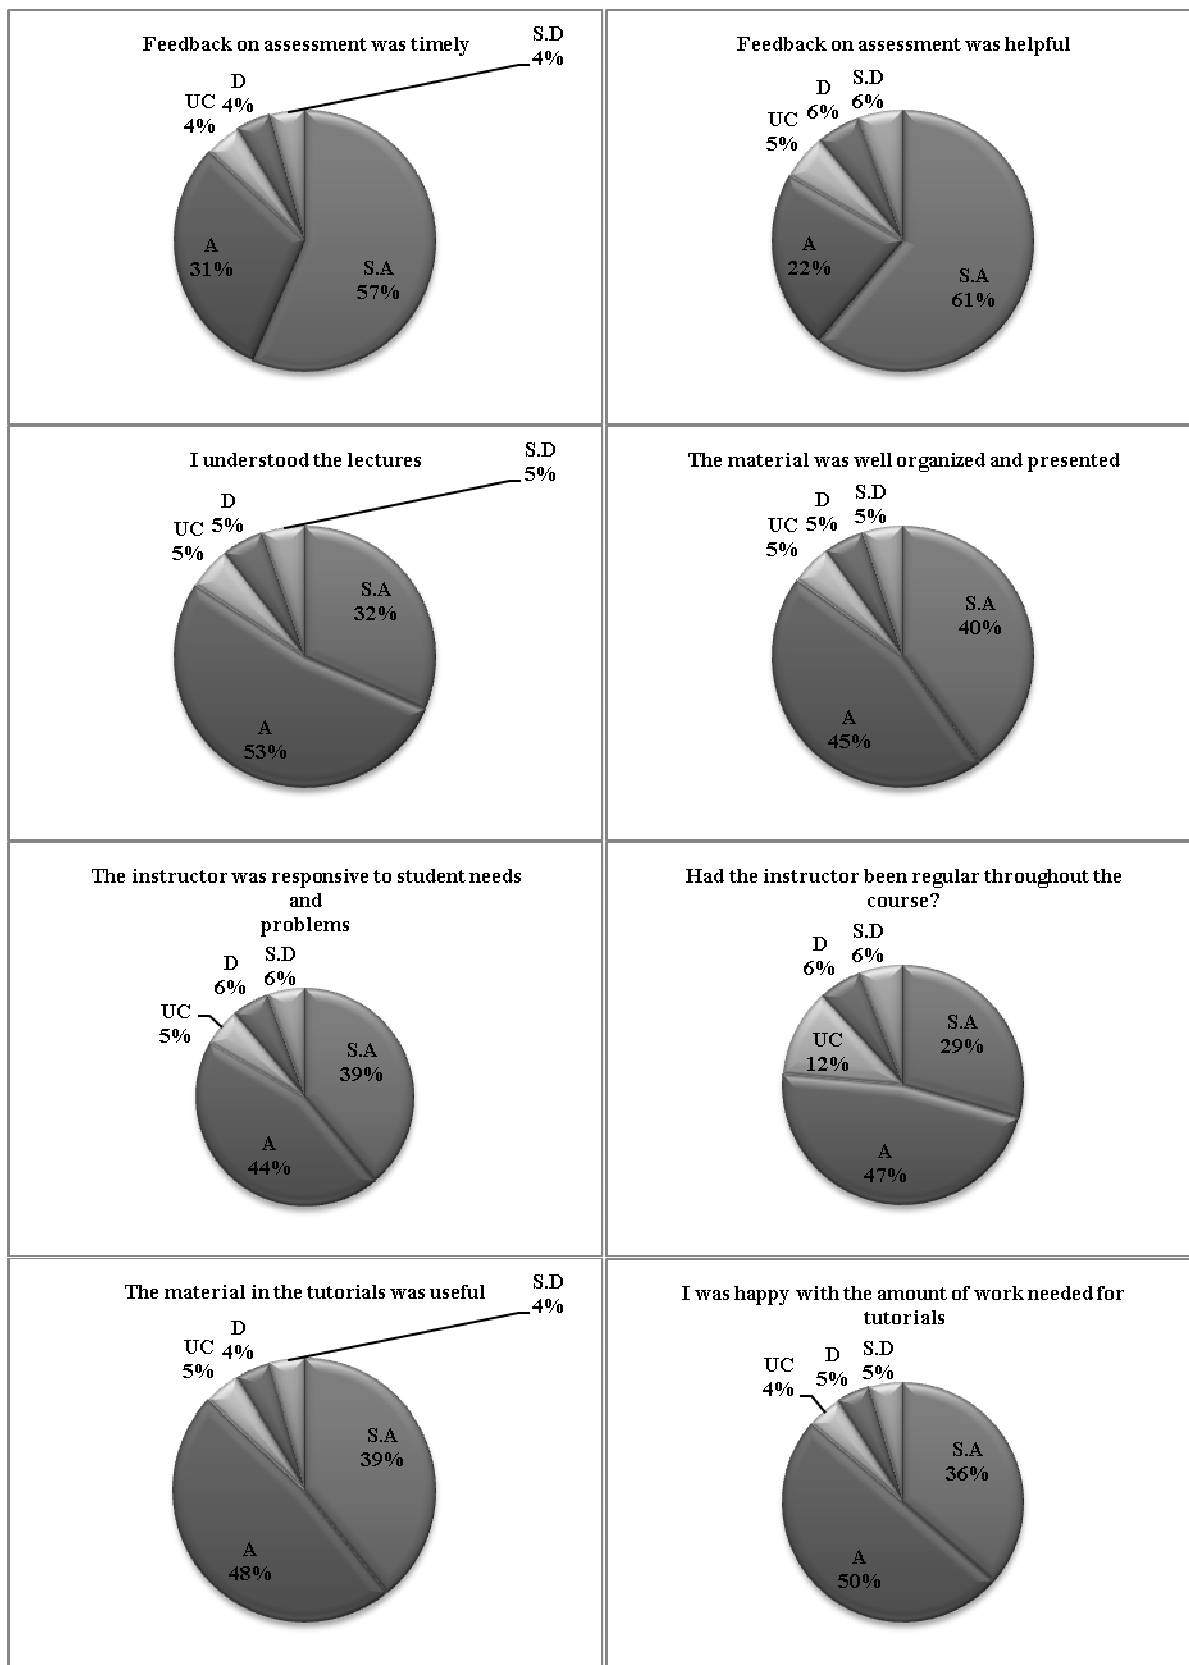 Feedback on assessment was timely
S.D
4%
D
4%
UC
4%
A
31%
S.A
57%
Feedback on assessment was helpful
S.D
6%
D
6%
UC
5%
A
22%
S.A
61%
I understood the lectures
S.D
5%
D
5%
UC
5%
S.A
32%
A
53%
The material was well organized and presented
S.D
5%
D
5%
UC
5%
S.A
40%
A
45%
The instructor was responsive to student needs
and
problems
S.D
6%
D
6%
UC
5%
S.A
39%
A
44%
Had the instructor been regular throughout the
course?
S.D
6%
D
6%
UC
12%
S.A
29%
A
47%
The material in the tutorials was useful
S.D
4%
D
4%
UC
5%
S.A
39%
A
48%
I was happy with the amount of work needed for
tutorials
S.D
5%
D
5%
UC
4%
S.A
36%
A
50%